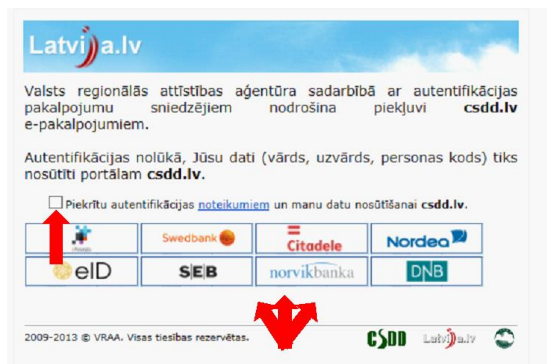 Latvija.lv
Valsts reģionālās attīstības aģentūra sadarbībā ar autentifikācijas
pakalpojumu sniedzējiem nodrošina piekļuvi csdd.lv
e-pakalpojumiem.
Autentifikācijas nolūkā, Jūsu dati (vārds, uzvārds, personas kods) tiks
nosūtīti portālam csdd.lv.
Piekrītu autentifikācijas noteikumiem un manu datu nosūtīšanai csdd.lv.
Swedbank Citadele Nordea
eID SEB norvikbanka DNB
2009-2013 © VRAA. Visas tiesības rezervētas. CSDD Latvija.lv